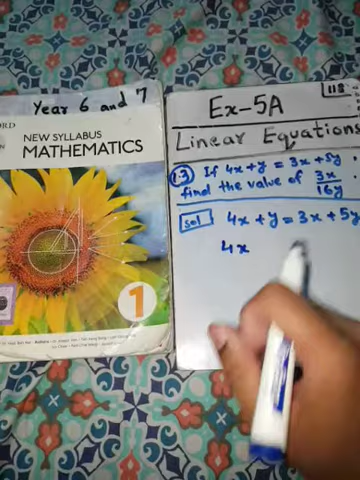 Year 6 and 7
NEW SYLLABUS
MATHEMATICS
1
118
Ex-5A
Linear Equations
13 If 4x+y=3x+5y
find the value of 3x/16y.
sol 4x+y=3x+5y
4x